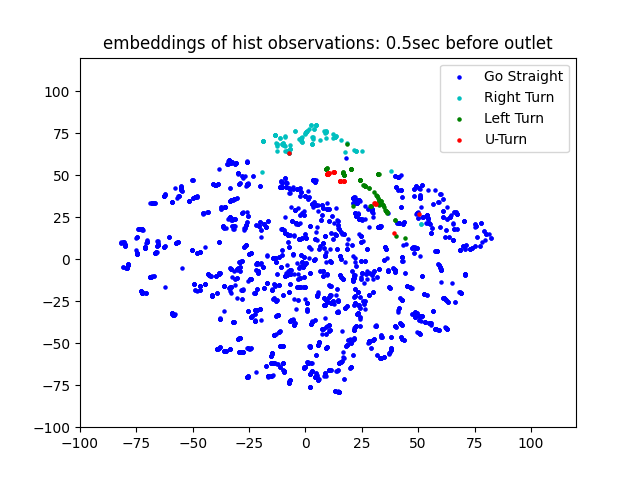 embeddings of hist observations: 0.5sec before outlet
Go Straight
Right Turn
Left Turn
U-Turn
100
75
50
25
0
−25
−50
−75
−100
−100 −75 −50 −25 0 25 50 75 100